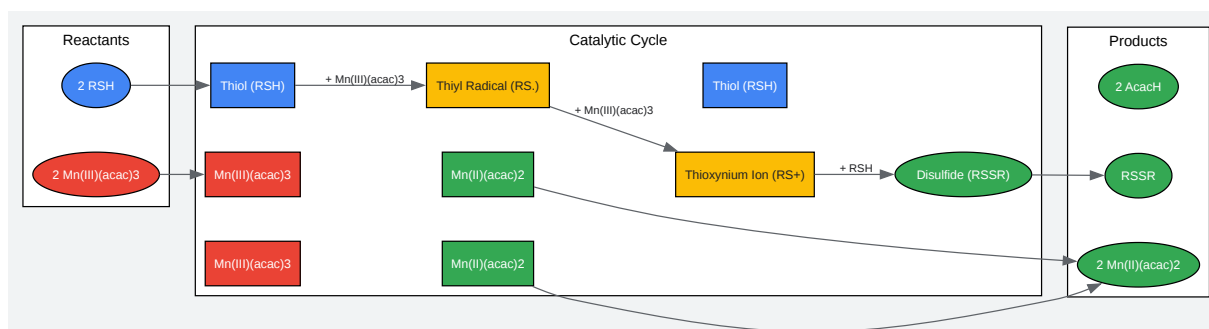 Reactants
Catalytic Cycle
Products
2 RSH
Thiol (RSH)
+ Mn(III)(acac)3
Thiyl Radical (RS.)
Thiol (RSH)
2 AcacH
+ Mn(III)(acac)3
2 Mn(III)(acac)3
Mn(III)(acac)3
Mn(II)(acac)2
Thioxynium Ion (RS+)
+ RSH
Disulfide (RSSR)
RSSR
Mn(III)(acac)3
Mn(II)(acac)2
2 Mn(II)(acac)2